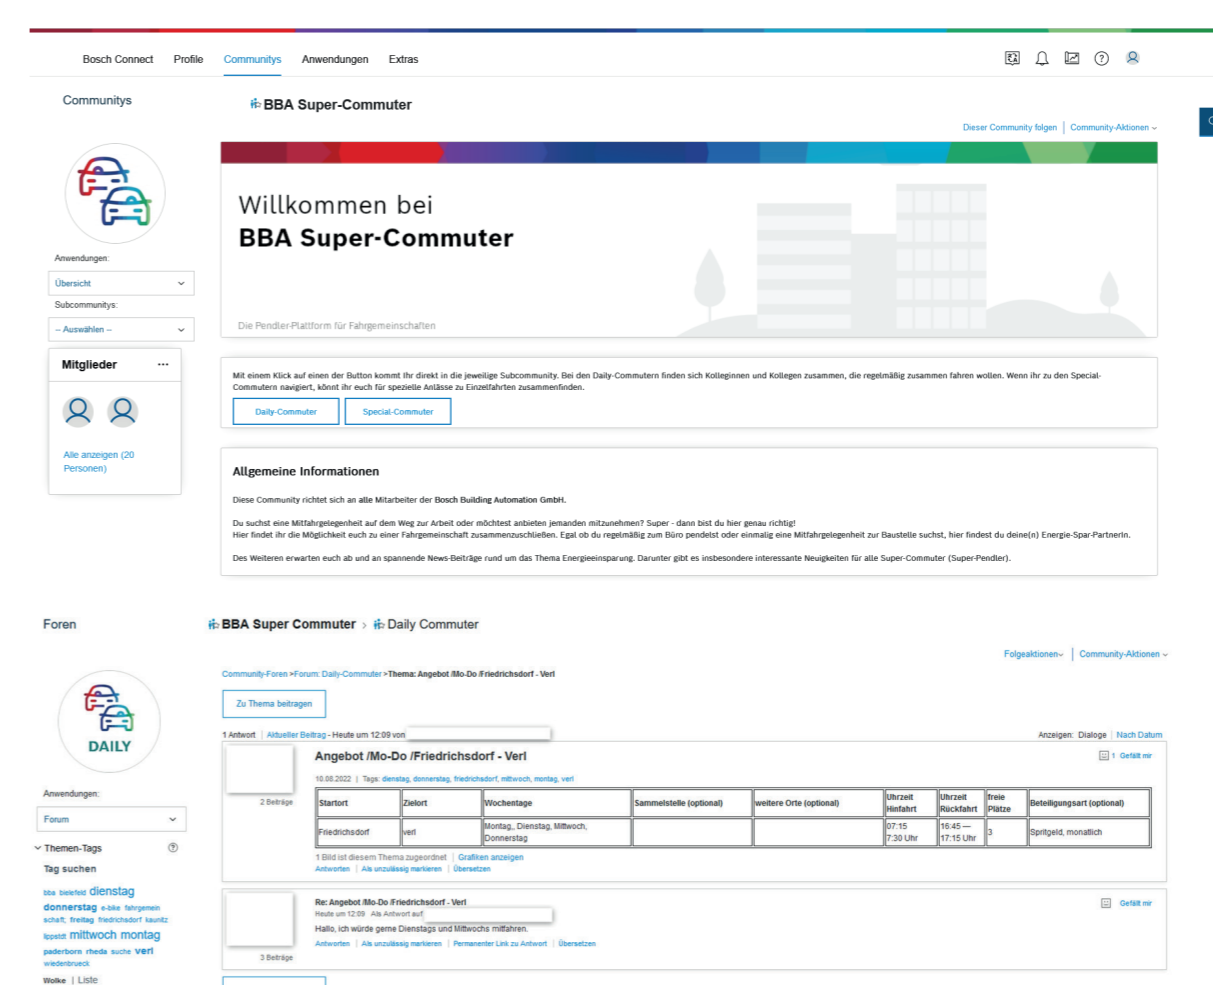 Bosch Connect Profile Communitys Anwendungen Extras
Communitys
BBA Super-Commuter
Dieser Community folgen | Community-Aktionen
Willkommen bei
BBA Super-Commuter
Die Pendler-Plattform für Fahrgemeinschaften
Anwendungen:
Übersicht
Subcommunitys:
-- Auswählen --
Mitglieder ...
Alle anzeigen (20
Personen)
Mit einem Klick auf einen der Button kommt Ihr direkt in die jeweilige Subcommunity. Bei den Daily-Commutern finden sich Kolleginnen und Kollegen zusammen, die regelmäßig zusammen fahren wollen. Wenn ihr zu den Special-
Commutern navigiert, könnt ihr euch für spezielle Anlässe zu Einzelfahrten zusammenfinden.
Daily-Commuter Special-Commuter
Allgemeine Informationen
Diese Community richtet sich an alle Mitarbeiter der Bosch Building Automation GmbH.
Du suchst eine Mitfahrgelegenheit auf dem Weg zur Arbeit oder möchtest anbieten jemanden mitzunehmen? Super - dann bist du hier genau richtig!
Hier findet ihr die Möglichkeit euch zu einer Fahrgemeinschaft zusammenzuschließen. Egal ob du regelmäßig zum Büro pendelst oder einmalig eine Mitfahrgelegenheit zur Baustelle suchst, hier findest du deine(n) Energie-Spar-PartnerIn.
Des Weiteren erwarten euch ab und an spannende News-Beiträge rund um das Thema Energieeinsparung. Darunter gibt es insbesondere interessante Neuigkeiten für alle Super-Commuter (Super-Pendler).
Foren
BBA Super Commuter > Daily Commuter
Folgeaktionen | Community-Aktionen
DAILY
Anwendungen:
Forum
Themen-Tags
Tag suchen
bba bielefeld dienstag
donnerstag e-bike fahrgemein
schaft; freitag friedrichsdorf kaunitz
lippstdt mittwoch montag
paderborn rheda suche verl
wiedenbrueck
Wolke | Liste
Community-Foren >Forum: Daily-Commuter >Thema: Angebot /Mo-Do /Friedrichsdorf - Verl
Zu Thema beitragen
1 Antwort | Aktueller Beitrag - Heute um 12:09 von
Anzeigen: Dialoge | Nach Datum
Angebot /Mo-Do /Friedrichsdorf - Verl
1 Gefällt mir
10.08.2022 | Tags: dienstag, donnerstag, friedrichsdorf, mittwoch, montag, verl
2 Beiträge
Startort Zielort Wochentage Sammelstelle (optional) weitere Orte (optional) Uhrzeit Hinfahrt Uhrzeit Rückfahrt freie Plätze Beteiligungsart (optional)
Friedrichsdorf verl Montag,, Dienstag, Mittwoch, Donnerstag 07:15 7:30 Uhr 16:45 — 17:15 Uhr 3 Spritgeld, monatlich
1 Bild ist diesem Thema zugeordnet | Grafiken anzeigen
Antworten | Als unzulässig markieren | Übersetzen
Re: Angebot /Mo-Do /Friedrichsdorf - Verl
Gefällt mir
Heute um 12:09 Als Antwort auf
Hallo, ich würde gerne Dienstags und Mittwochs mitfahren.
Antworten | Als unzulässig markieren | Permanenter Link zu Antwort | Übersetzen
3 Beiträge